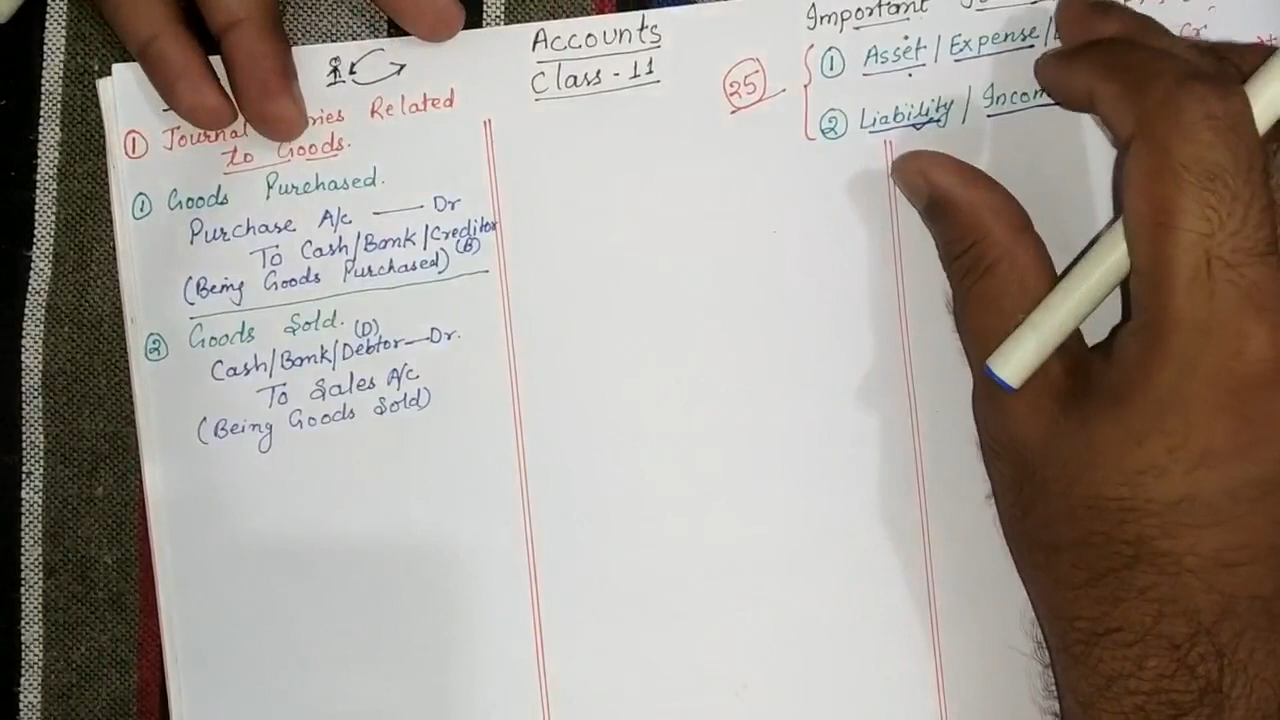 Accounts
Class - 11
① Journal Related
to Goods.
① Goods Purchased.
Purchase A/c —— Dr
To Cash/Bank/Creditor
(B)
(Being Goods Purchased)
② Goods Sold.
(D)
Cash/Bank/Debtor—Dr.
To Sales A/c
(Being Goods Sold)
25
Important
① Asset / Expense /
② Liability /